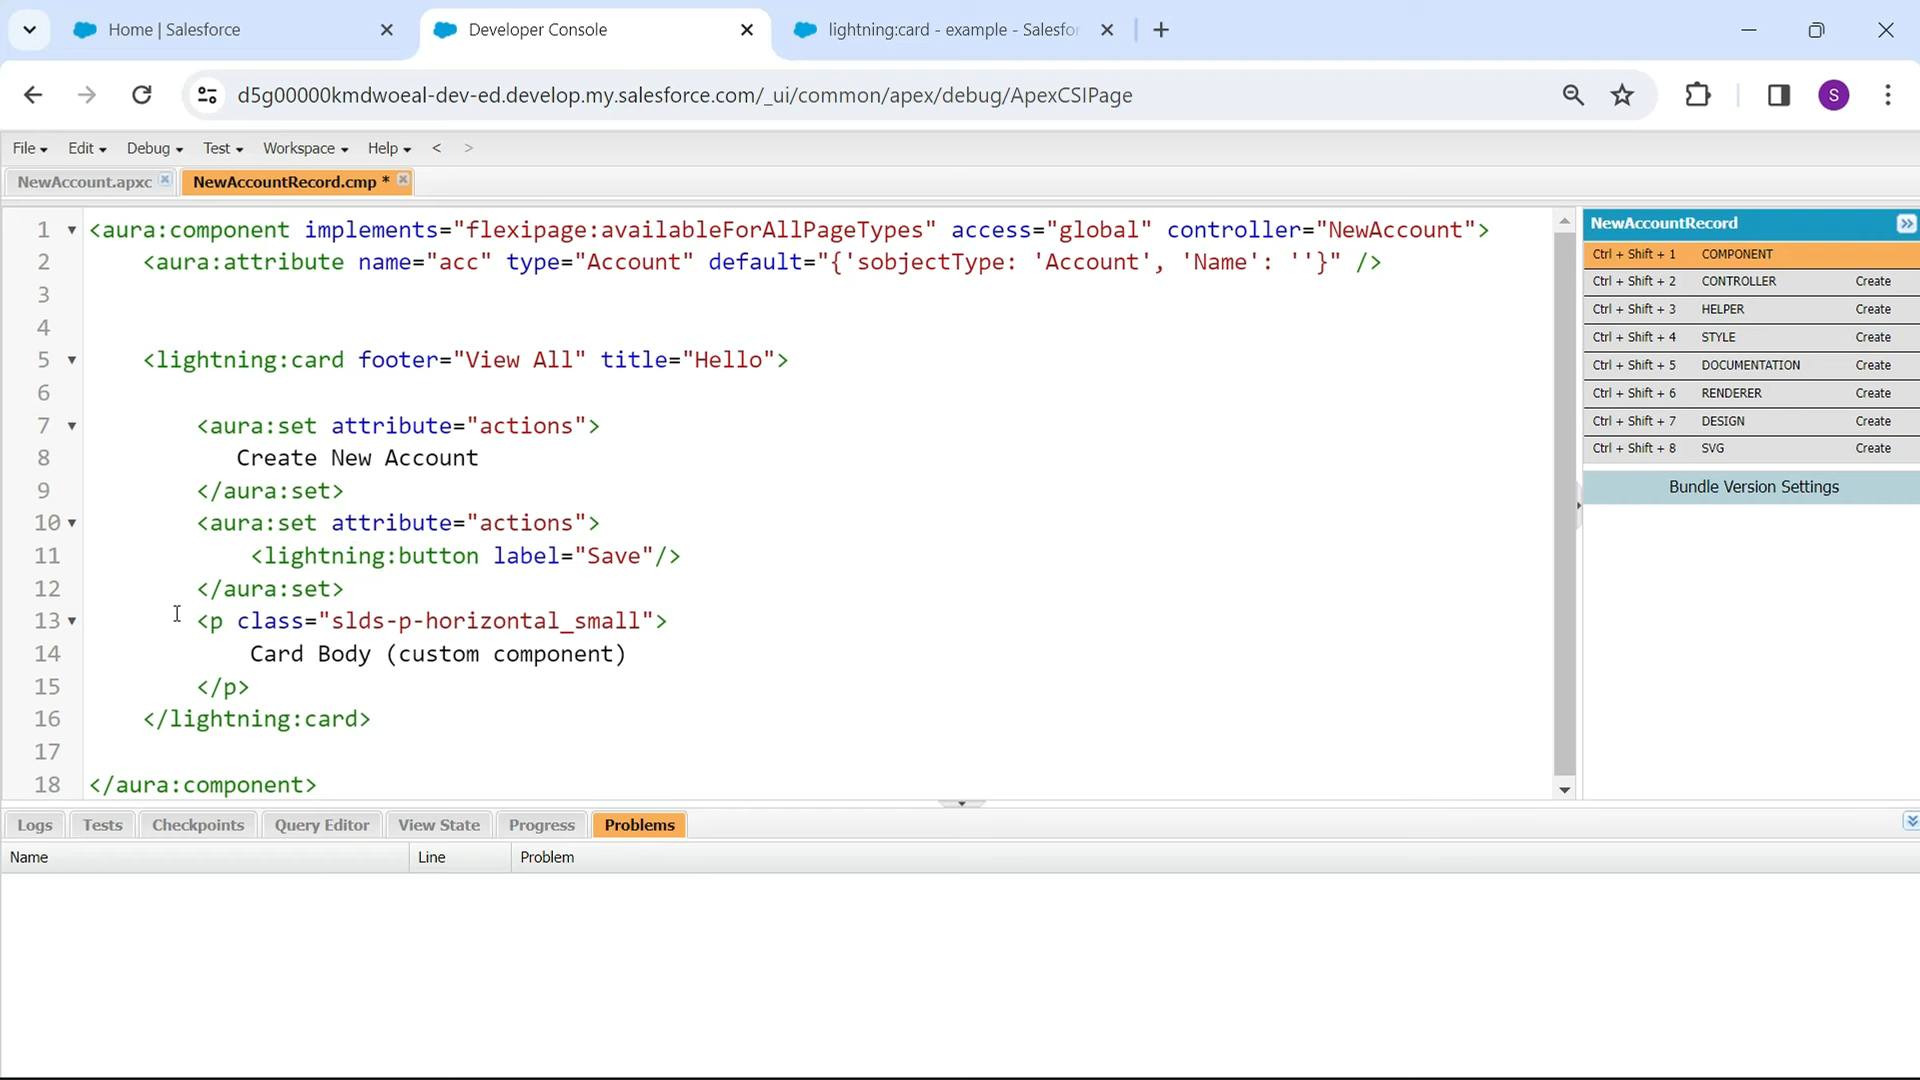 Home | Salesforce
Developer Console
lightning:card - example - Salesfor
d5g00000kmdwoeal-dev-ed.develop.my.salesforce.com/_ui/common/apex/debug/ApexCSIPage
S
File Edit Debug Test Workspace Help < >
NewAccount.apxc
NewAccountRecord.cmp *
1 <aura:component implements="flexipage:availableForAllPageTypes" access="global" controller="NewAccount">
2 <aura:attribute name="acc" type="Account" default="{'sobjectType: 'Account', 'Name': ''}" />
3
4
5 <lightning:card footer="View All" title="Hello">
6
7 <aura:set attribute="actions">
8 Create New Account
9 </aura:set>
10 <aura:set attribute="actions">
11 <lightning:button label="Save"/>
12 </aura:set>
13 <p class="slds-p-horizontal_small">
14 Card Body (custom component)
15 </p>
16 </lightning:card>
17
18 </aura:component>
NewAccountRecord
Ctrl + Shift + 1 COMPONENT
Ctrl + Shift + 2 CONTROLLER Create
Ctrl + Shift + 3 HELPER Create
Ctrl + Shift + 4 STYLE Create
Ctrl + Shift + 5 DOCUMENTATION Create
Ctrl + Shift + 6 RENDERER Create
Ctrl + Shift + 7 DESIGN Create
Ctrl + Shift + 8 SVG Create
Bundle Version Settings
Logs Tests Checkpoints Query Editor View State Progress Problems
Name Line Problem